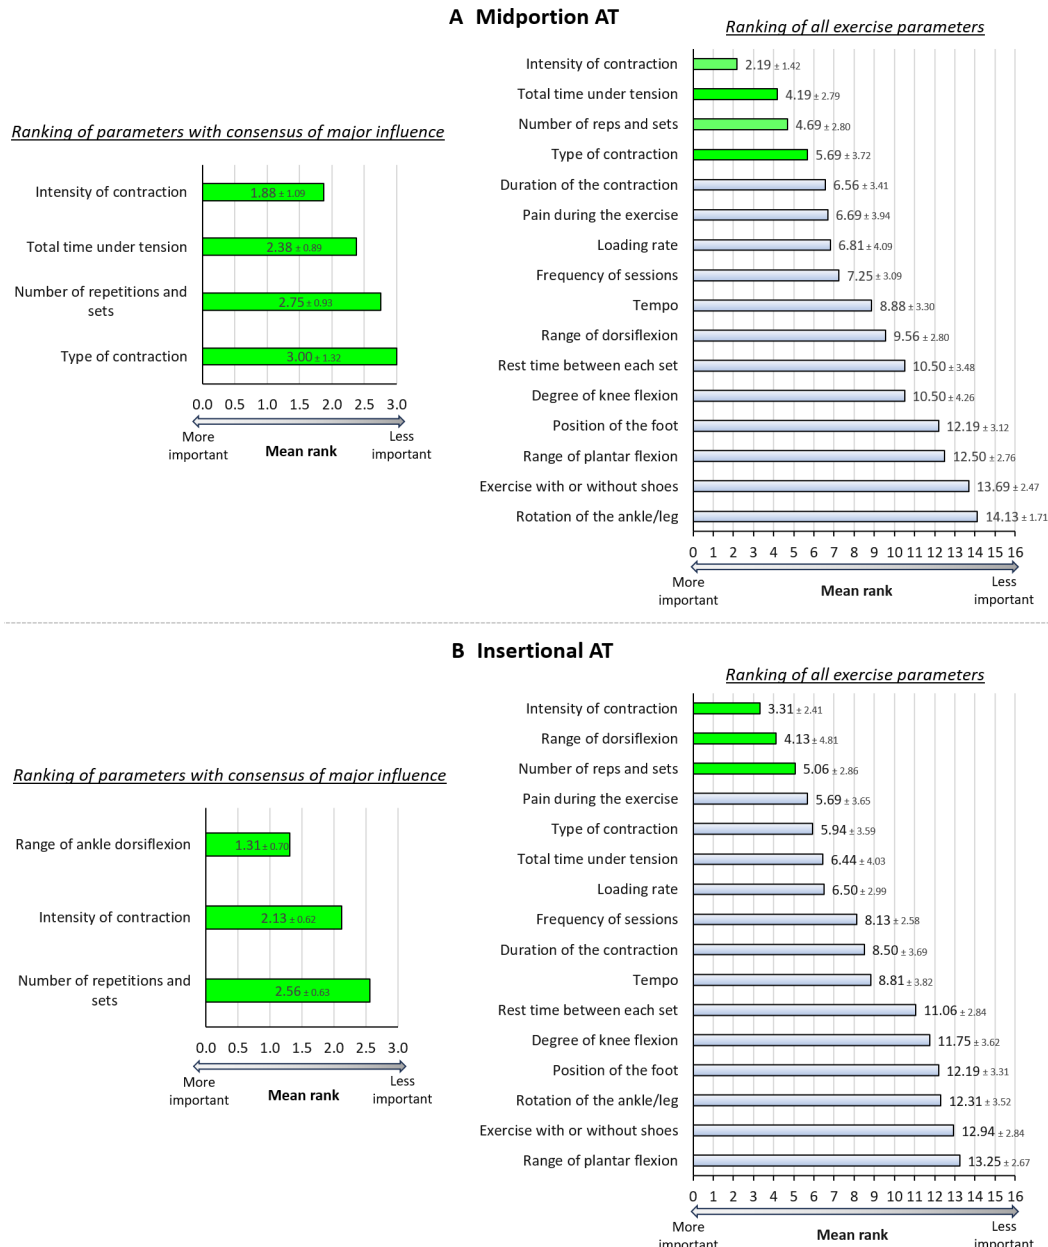 A Midportion AT
Ranking of parameters with consensus of major influence
Intensity of contraction 1.88 ± 1.09
Total time under tension 2.38 ± 0.89
Number of repetitions and
sets 2.75 ± 0.93
Type of contraction 3.00 ± 1.32
0.0 0.5 1.0 1.5 2.0 2.5 3.0
More
important
Mean rank
Less
important
Ranking of all exercise parameters
Intensity of contraction 2.19 ± 1.42
Total time under tension 4.19 ± 2.79
Number of reps and sets 4.69 ± 2.80
Type of contraction 5.69 ± 3.72
Duration of the contraction 6.56 ± 3.41
Pain during the exercise 6.69 ± 3.94
Loading rate 6.81 ± 4.09
Frequency of sessions 7.25 ± 3.09
Tempo 8.88 ± 3.30
Range of dorsiflexion 9.56 ± 2.80
Rest time between each set 10.50 ± 3.48
Degree of knee flexion 10.50 ± 4.26
Position of the foot 12.19 ± 3.12
Range of plantar flexion 12.50 ± 2.76
Exercise with or without shoes 13.69 ± 2.47
Rotation of the ankle/leg 14.13 ± 1.71
0 1 2 3 4 5 6 7 8 9 10 11 12 13 14 15 16
More
important
Mean rank
Less
important
B Insertional AT
Ranking of parameters with consensus of major influence
Range of ankle dorsiflexion 1.31 ± 0.70
Intensity of contraction 2.13 ± 0.62
Number of repetitions and
sets 2.56 ± 0.63
0.0 0.5 1.0 1.5 2.0 2.5 3.0
More
important
Mean rank
Less
important
Ranking of all exercise parameters
Intensity of contraction 3.31 ± 2.41
Range of dorsiflexion 4.13 ± 4.81
Number of reps and sets 5.06 ± 2.86
Pain during the exercise 5.69 ± 3.65
Type of contraction 5.94 ± 3.59
Total time under tension 6.44 ± 4.03
Loading rate 6.50 ± 2.99
Frequency of sessions 8.13 ± 2.58
Duration of the contraction 8.50 ± 3.69
Tempo 8.81 ± 3.82
Rest time between each set 11.06 ± 2.84
Degree of knee flexion 11.75 ± 3.62
Position of the foot 12.19 ± 3.31
Rotation of the ankle/leg 12.31 ± 3.52
Exercise with or without shoes 12.94 ± 2.84
Range of plantar flexion 13.25 ± 2.67
0 1 2 3 4 5 6 7 8 9 10 11 12 13 14 15 16
More
important
Mean rank
Less
important